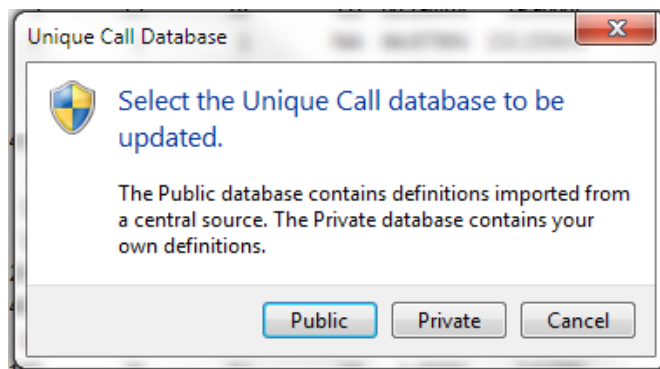 Unique Call Database
Select the Unique Call database to be
updated.
The Public database contains definitions imported from
a central source. The Private database contains your
own definitions.
Public Private Cancel